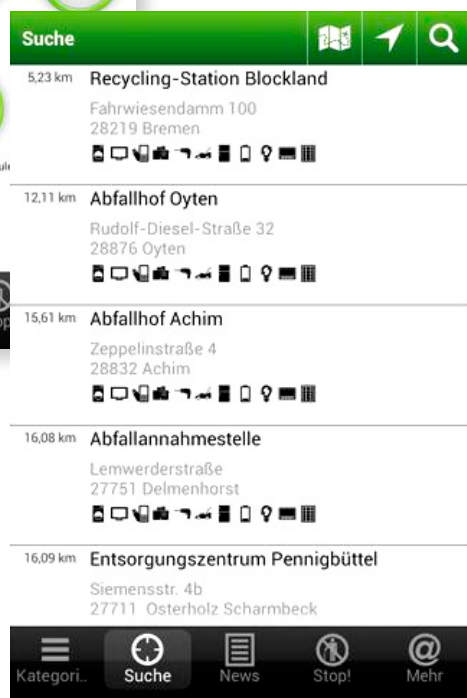 Suche
5,23 km Recycling-Station Blockland
Fahrwiesendamm 100
28219 Bremen
12,11 km Abfallhof Oyten
Rudolf-Diesel-Straße 32
28876 Oyten
15,61 km Abfallhof Achim
Zeppelinstraße 4
28832 Achim
16,08 km Abfallannahmestelle
Lemwerderstraße
27751 Delmenhorst
16,09 km Entsorgungszentrum Pennigbüttel
Siemensstr. 4b
27711 Osterholz Scharmbeck
Kategori.. Suche News Stop! Mehr